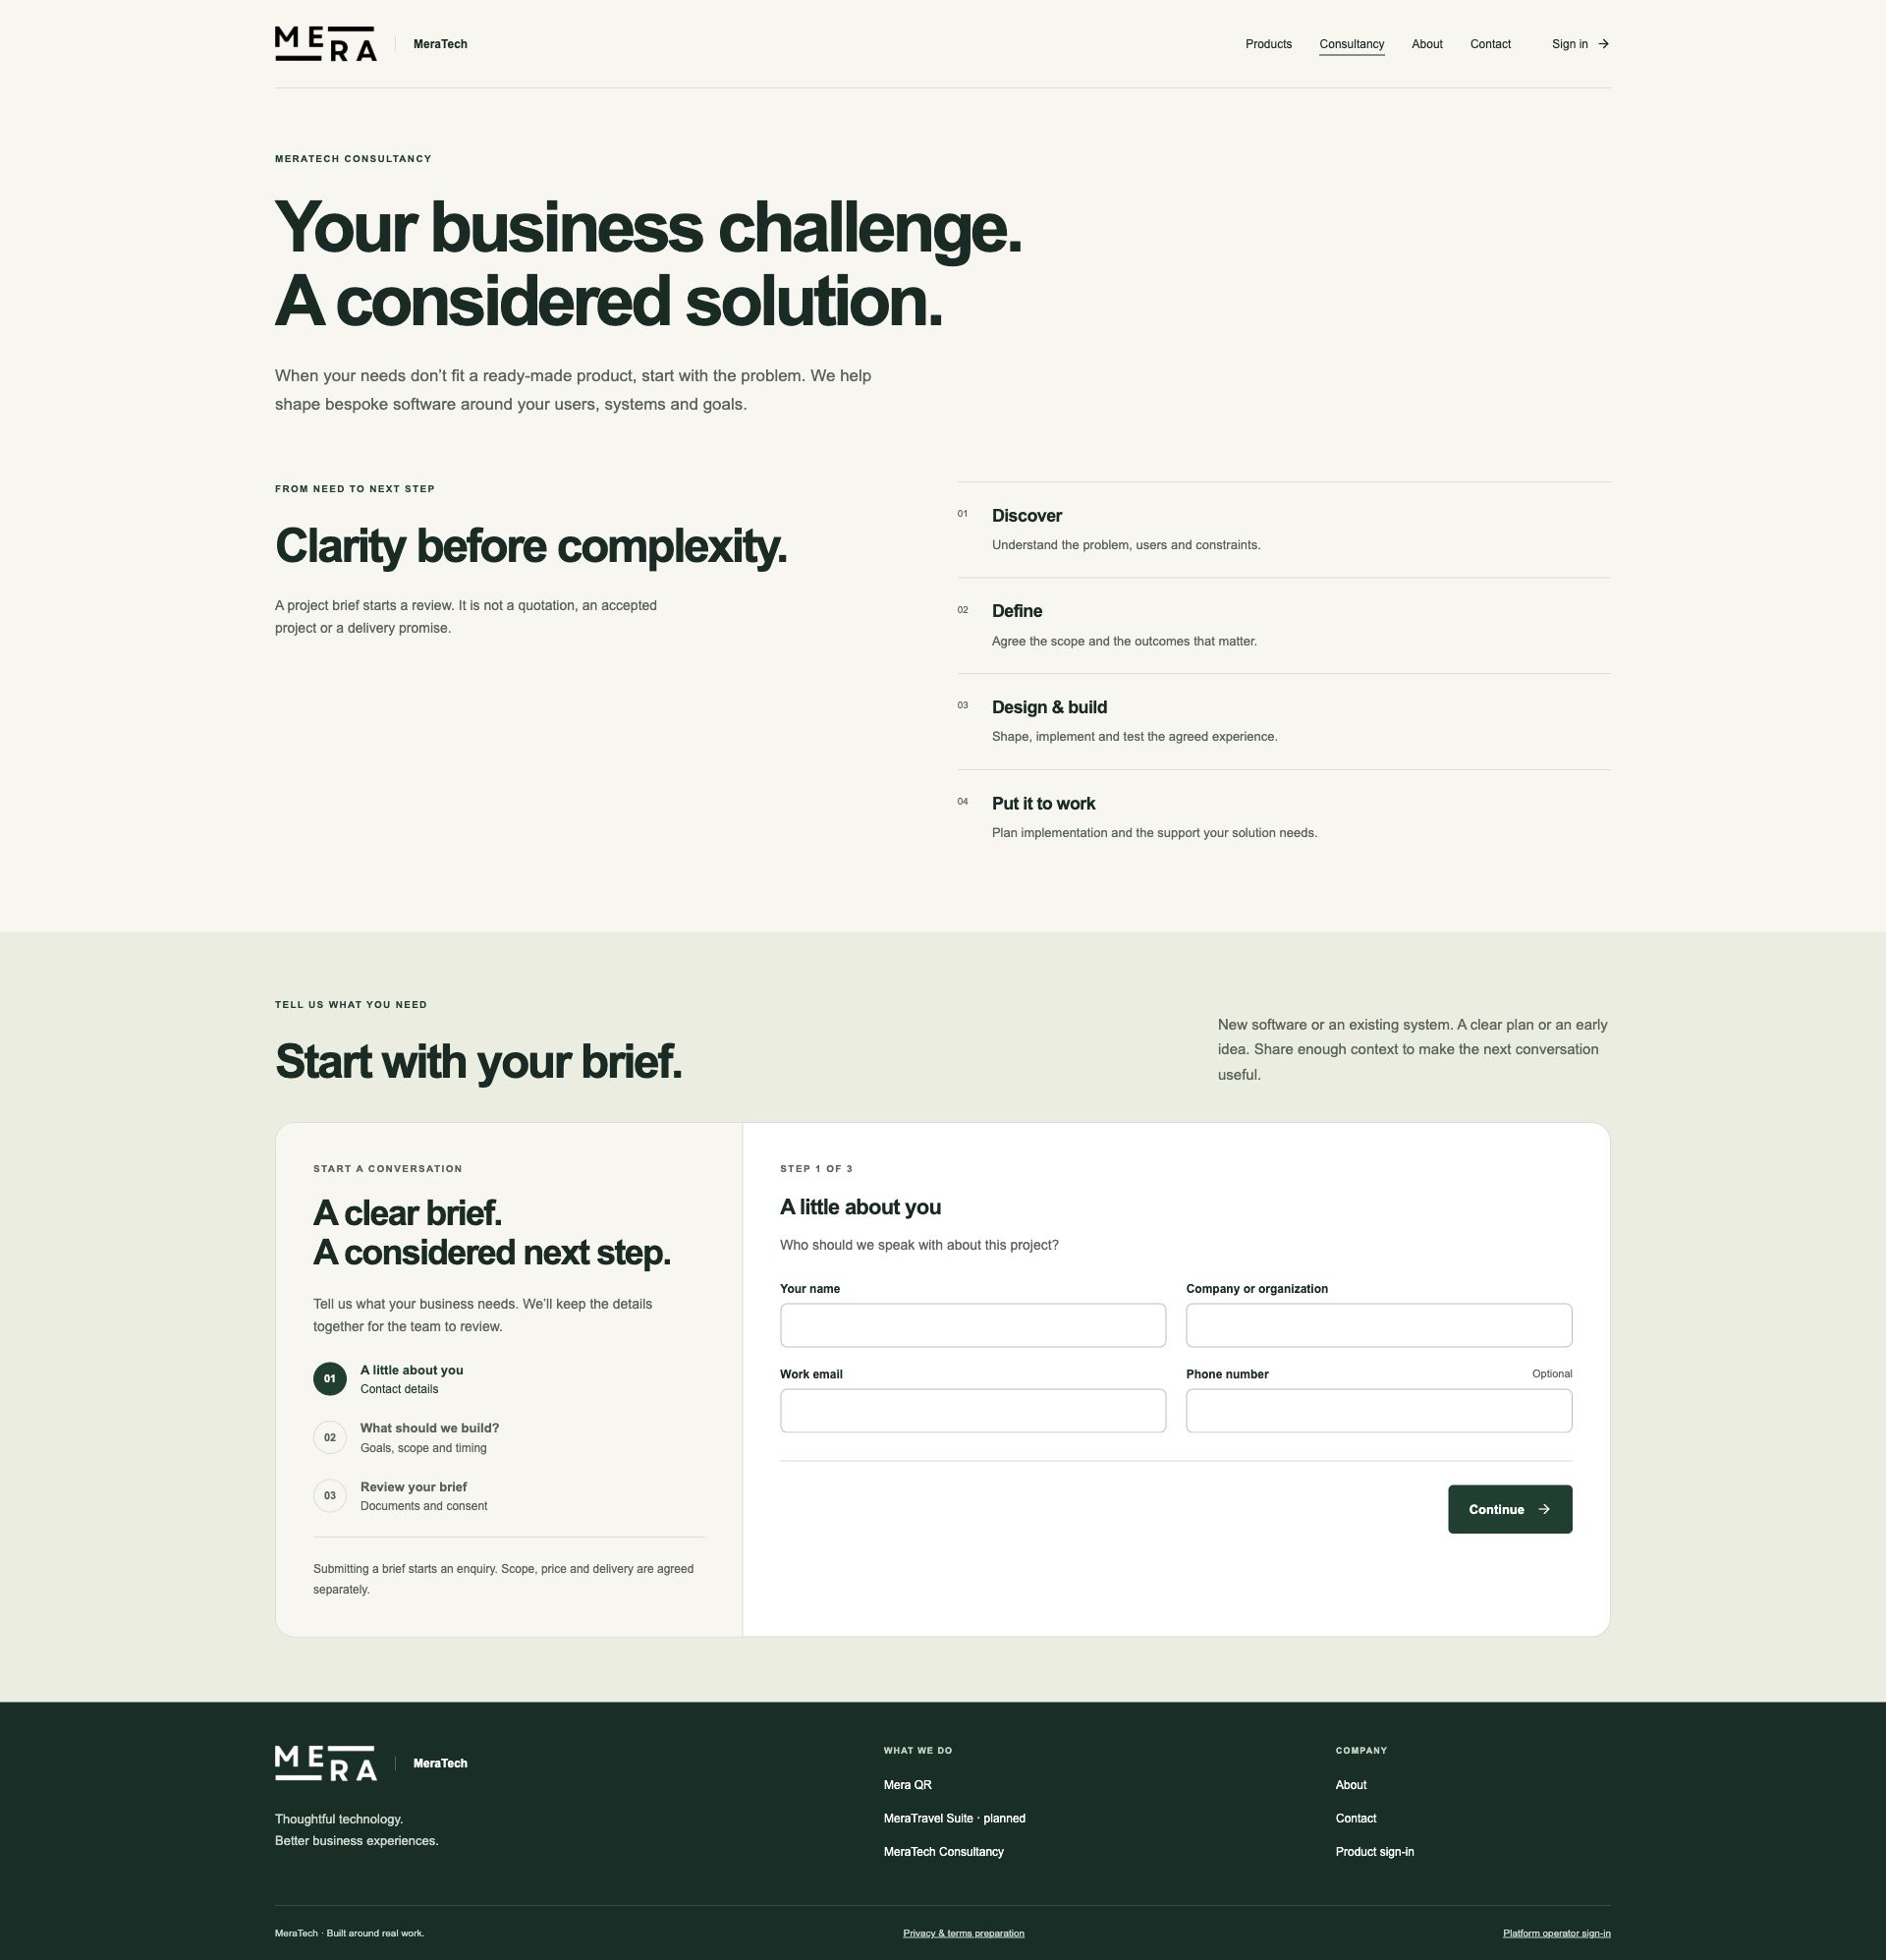 MERA
MeraTech
Products
Consultancy
About
Contact
Sign in →
MERATECH CONSULTANCY
Your business challenge.
A considered solution.
When your needs don’t fit a ready-made product, start with the problem. We help
shape bespoke software around your users, systems and goals.
FROM NEED TO NEXT STEP
Clarity before complexity.
A project brief starts a review. It is not a quotation, an accepted
project or a delivery promise.
01
Discover
Understand the problem, users and constraints.
02
Define
Agree the scope and the outcomes that matter.
03
Design & build
Shape, implement and test the agreed experience.
04
Put it to work
Plan implementation and the support your solution needs.
TELL US WHAT YOU NEED
Start with your brief.
New software or an existing system. A clear plan or an early
idea. Share enough context to make the next conversation
useful.
START A CONVERSATION
A clear brief.
A considered next step.
Tell us what your business needs. We’ll keep the details
together for the team to review.
01
A little about you
Contact details
02
What should we build?
Goals, scope and timing
03
Review your brief
Documents and consent
Submitting a brief starts an enquiry. Scope, price and delivery are agreed
separately.
STEP 1 OF 3
A little about you
Who should we speak with about this project?
Your name
Company or organization
Work email
Phone number
Optional
Continue →
MERA
MeraTech
Thoughtful technology.
Better business experiences.
WHAT WE DO
Mera QR
MeraTravel Suite · planned
MeraTech Consultancy
COMPANY
About
Contact
Product sign-in
MeraTech · Built around real work.
Privacy & terms preparation
Platform operator sign-in